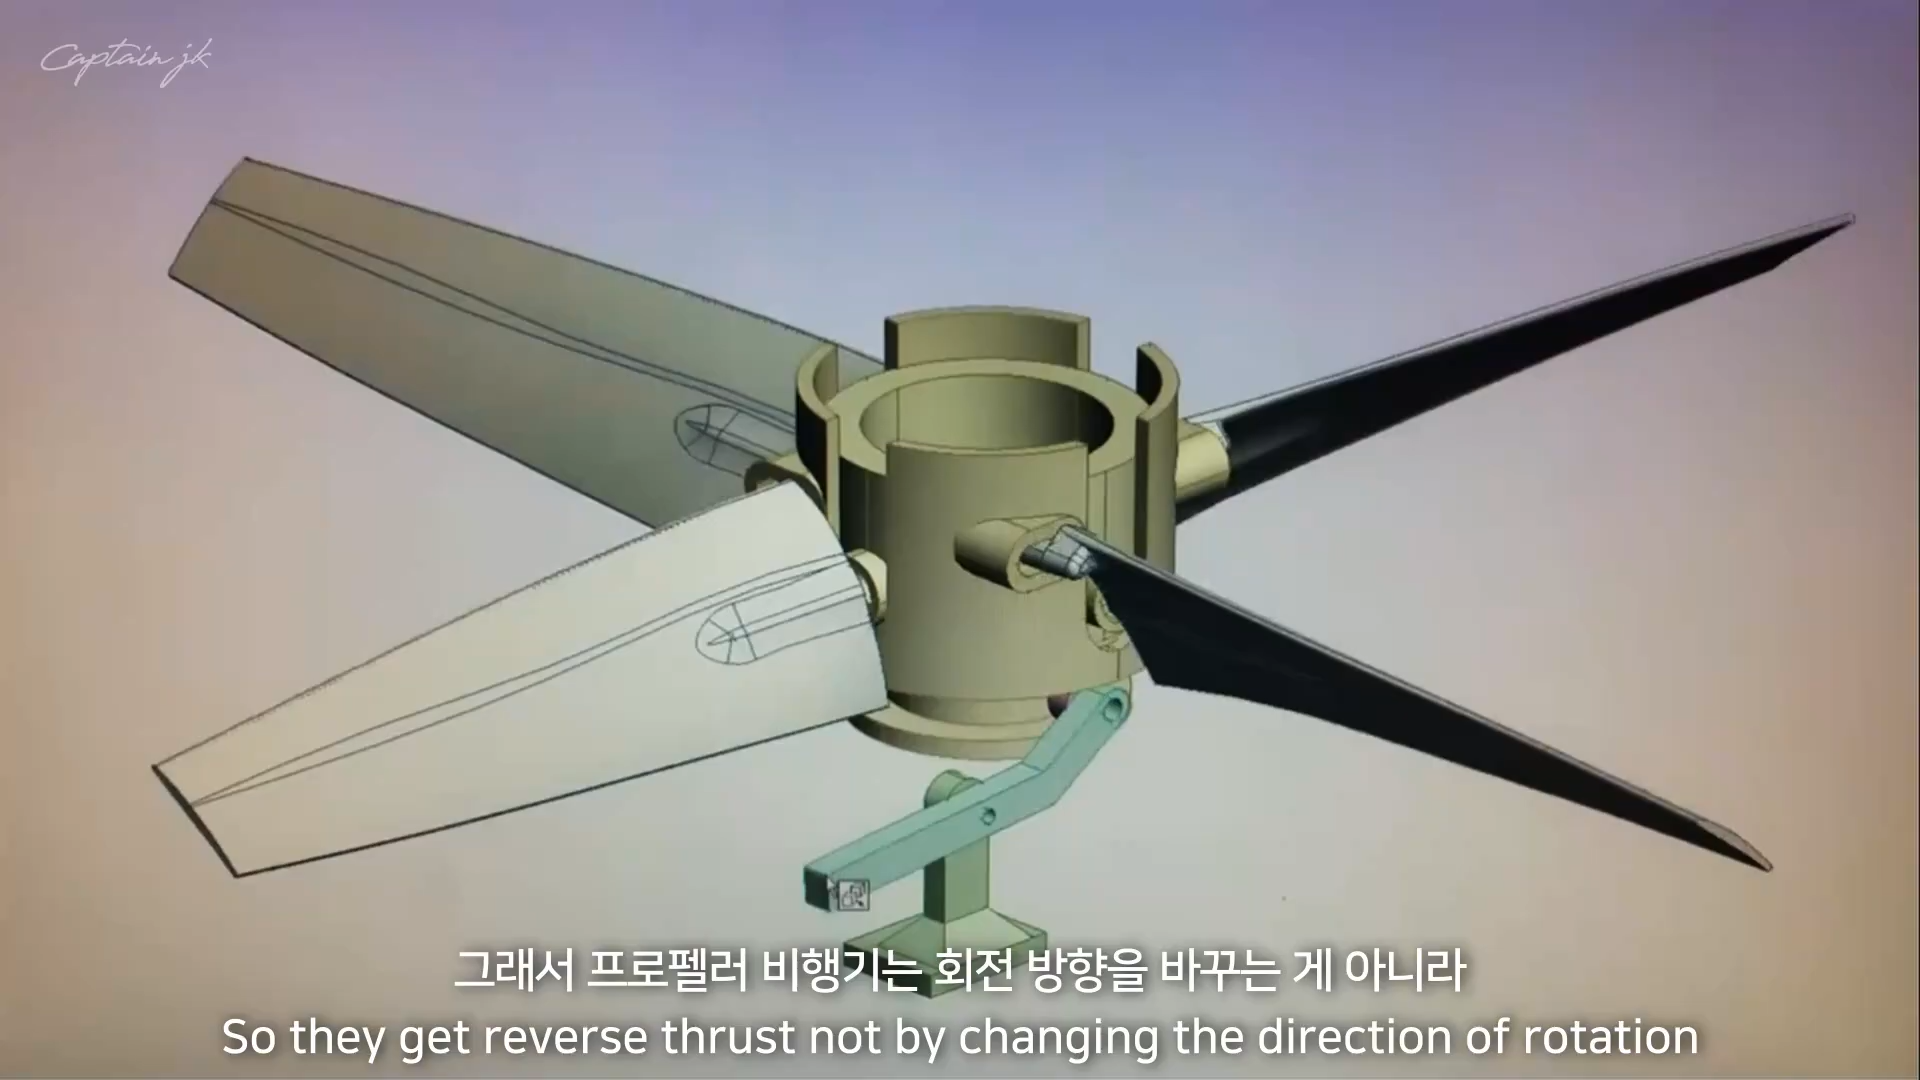 Captain jk
그래서 프로펠러 비행기는 회전 방향을 바꾸는 게 아니라
So they get reverse thrust not by changing the direction of rotation